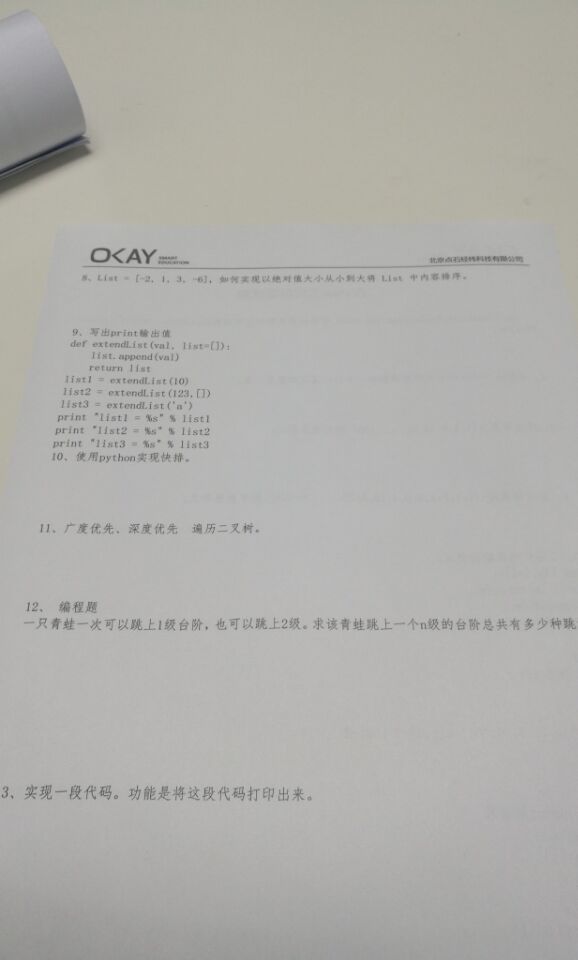 OKAY SMART EDUCATION
北京点石经纬科技有限公司
8、List = [-2, 1, 3, -6]，如何实现以绝对值大小从小到大将 List 中内容排序。
9、写出print输出值
def extendList(val, list=[]):
list.append(val)
return list
list1 = extendList(10)
list2 = extendList(123,[])
list3 = extendList('a')
print "list1 = %s" % list1
print "list2 = %s" % list2
print "list3 = %s" % list3
10、使用python实现快排。
11、广度优先、深度优先 遍历二叉树。
12、 编程题
一只青蛙一次可以跳上1级台阶，也可以跳上2级。求该青蛙跳上一个n级的台阶总共有多少种跳
3、实现一段代码。功能是将这段代码打印出来。